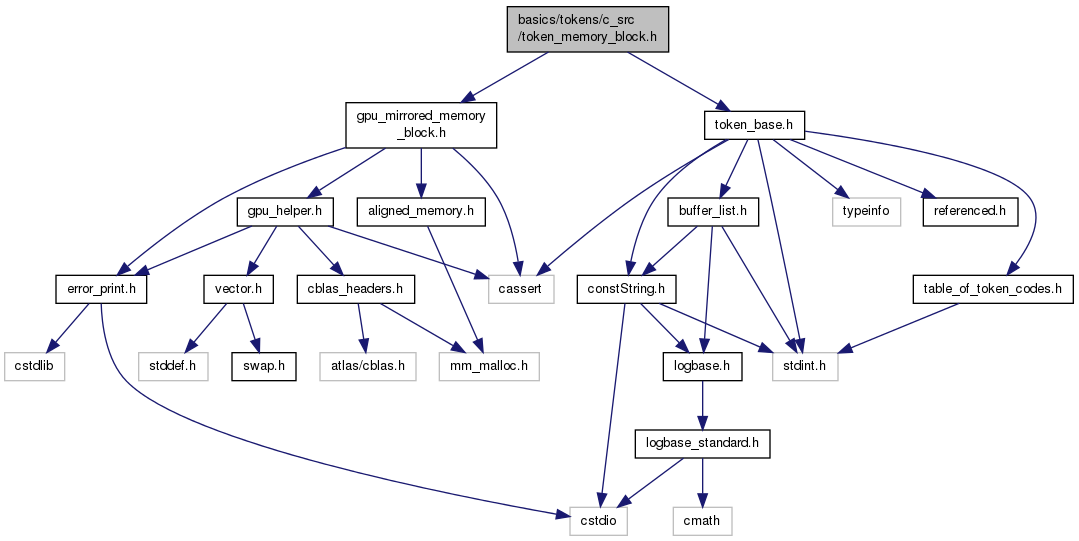 basics/tokens/c_src
/token_memory_block.h
gpu_mirrored_memory
_block.h
token_base.h
gpu_helper.h
aligned_memory.h
buffer_list.h
typeinfo
referenced.h
error_print.h
vector.h
cblas_headers.h
cassert
constString.h
table_of_token_codes.h
cstdlib
stddef.h
swap.h
atlas/cblas.h
mm_malloc.h
logbase.h
stdint.h
logbase_standard.h
cstdio
cmath